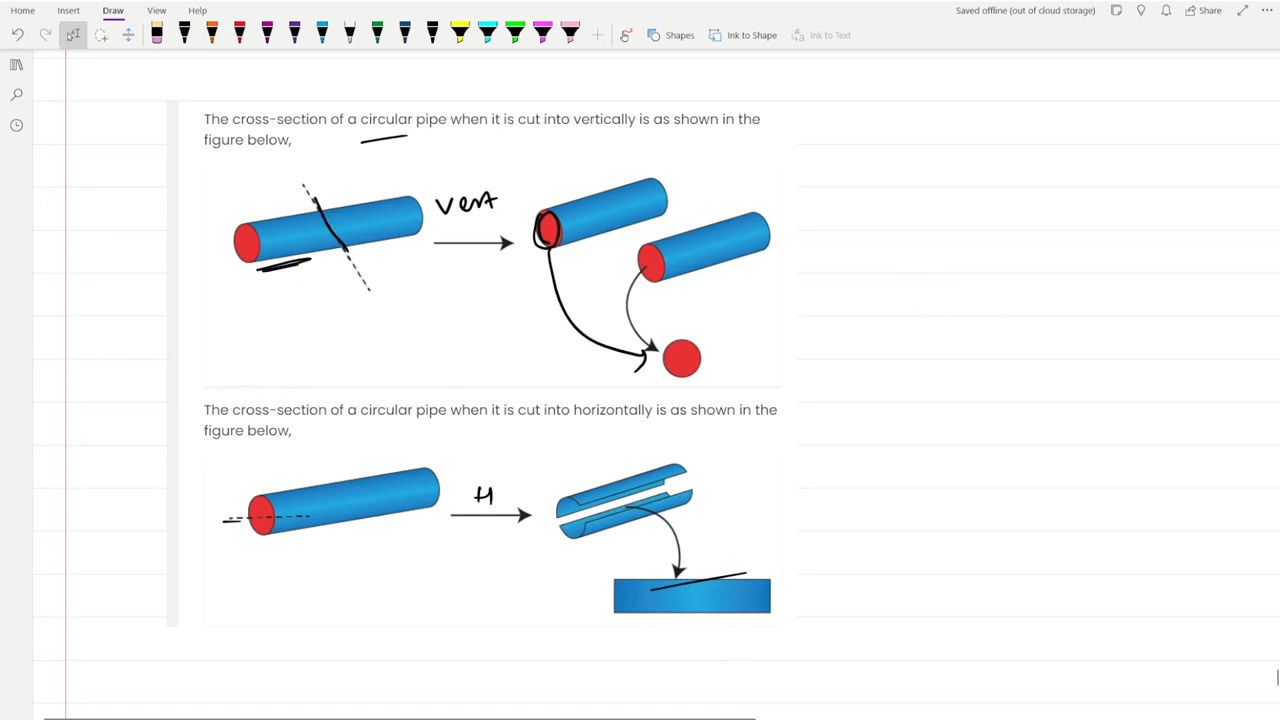 Home Insert Draw View Help Saved offline (out of cloud storage) Share
Shapes Ink to Shape Ink to Text
The cross-section of a circular pipe when it is cut into vertically is as shown in the
figure below,
vert
The cross-section of a circular pipe when it is cut into horizontally is as shown in the
figure below,
H